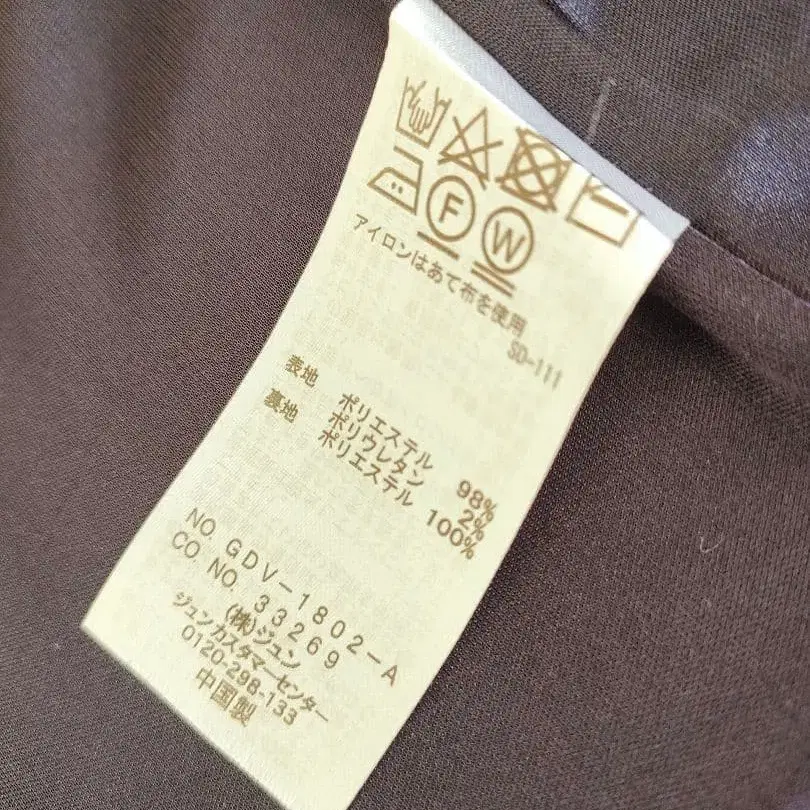 F W
アイロンはあて布を使用
SD-111
表地 ポリエステル 98%
ポリウレタン 2%
裏地 ポリエステル 100%
NO. GDV-1802-A
CO NO. 33269
(株)ジュン
ジュンカスタマーセンター
0120-298-133
中国製